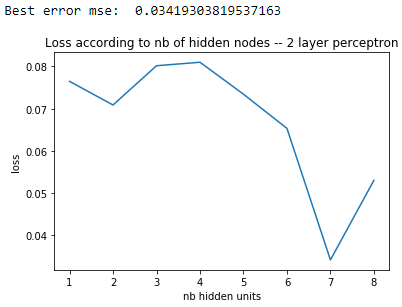 Best error mse:  0.03419303819537163
Loss according to nb of hidden nodes -- 2 layer perceptron
0.08
0.07
0.06
0.05
0.04
loss
1 2 3 4 5 6 7 8
nb hidden units